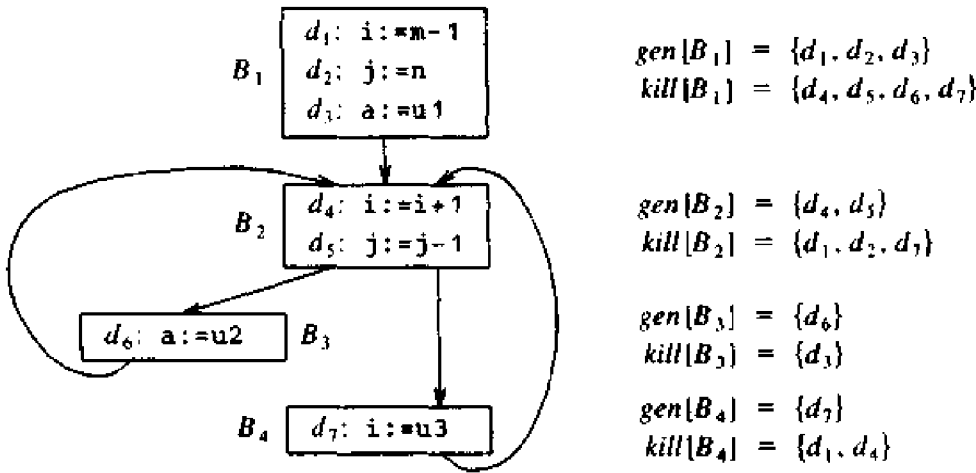 d₁: i:=m-1
B₁
d₂: j:=n
d₃: a:=u1
gen[B₁] = {d₁, d₂, d₃}
kill[B₁] = {d₄, d₅, d₆, d₇}
d₄: i:=i+1
B₂
d₅: j:=j-1
gen[B₂] = {d₄, d₅}
kill[B₂] = {d₁, d₂, d₇}
d₆: a:=u2 B₃
gen[B₃] = {d₆}
kill[B₃] = {d₃}
B₄ d₇: i:=u3
gen[B₄] = {d₇}
kill[B₄] = {d₁, d₄}